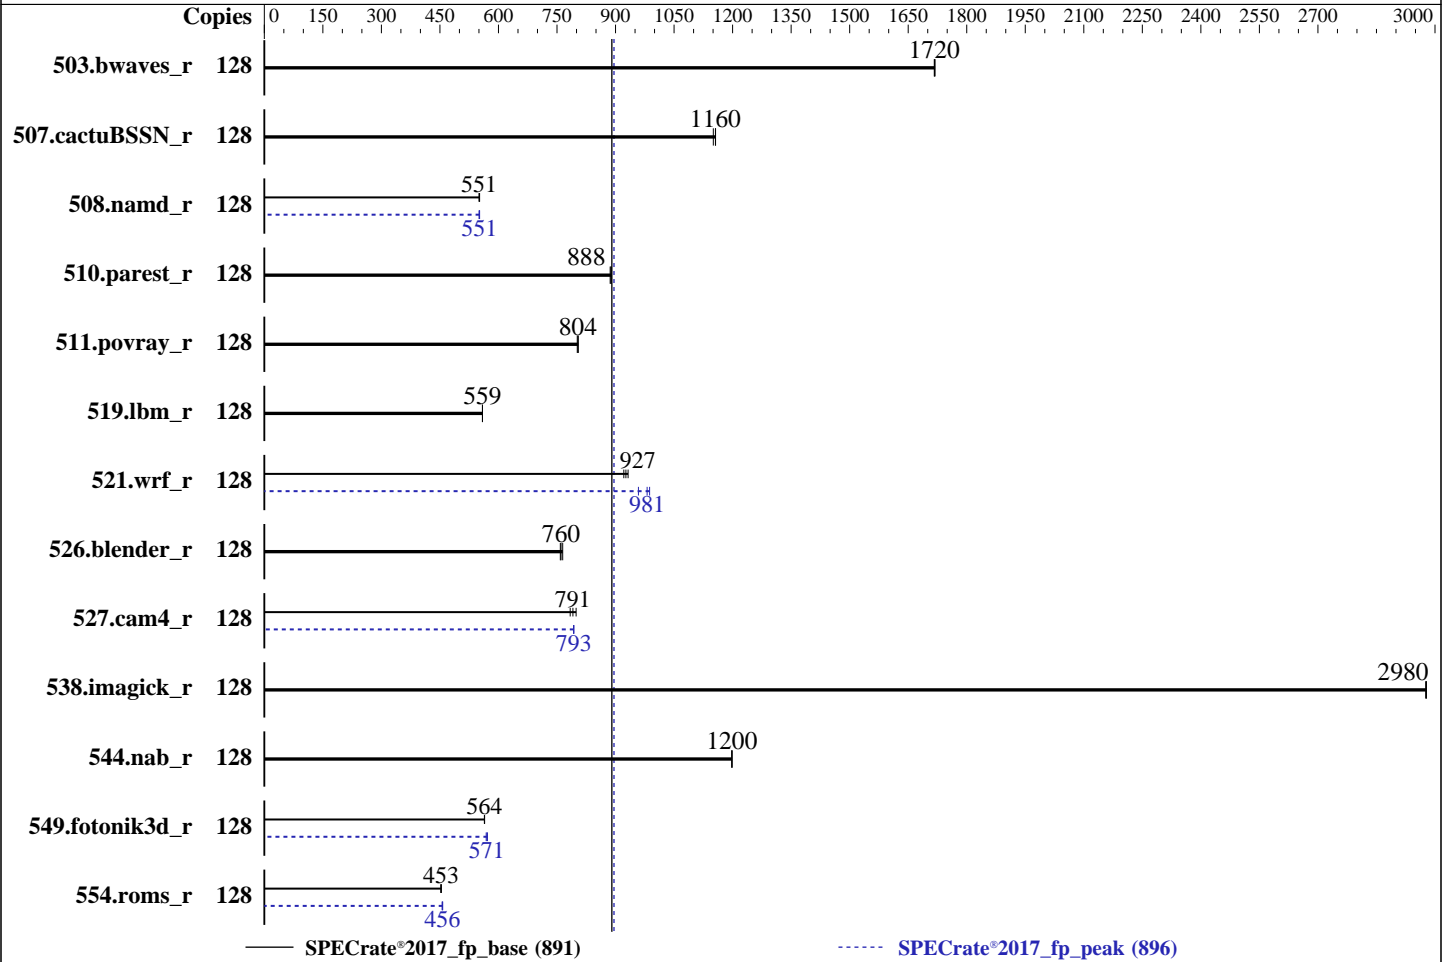 Copies 0 150 300 450 600 750 900 1050 1200 1350 1500 1650 1800 1950 2100 2250 2400 2550 2700 3000
503.bwaves_r 128 1720
507.cactuBSSN_r 128 1160
508.namd_r 128 551
551
510.parest_r 128 888
511.povray_r 128 804
519.lbm_r 128 559
521.wrf_r 128 927
981
526.blender_r 128 760
527.cam4_r 128 791
793
538.imagick_r 128 2980
544.nab_r 128 1200
549.fotonik3d_r 128 564
571
554.roms_r 128 453
456
SPECrate®2017_fp_base (891) SPECrate®2017_fp_peak (896)